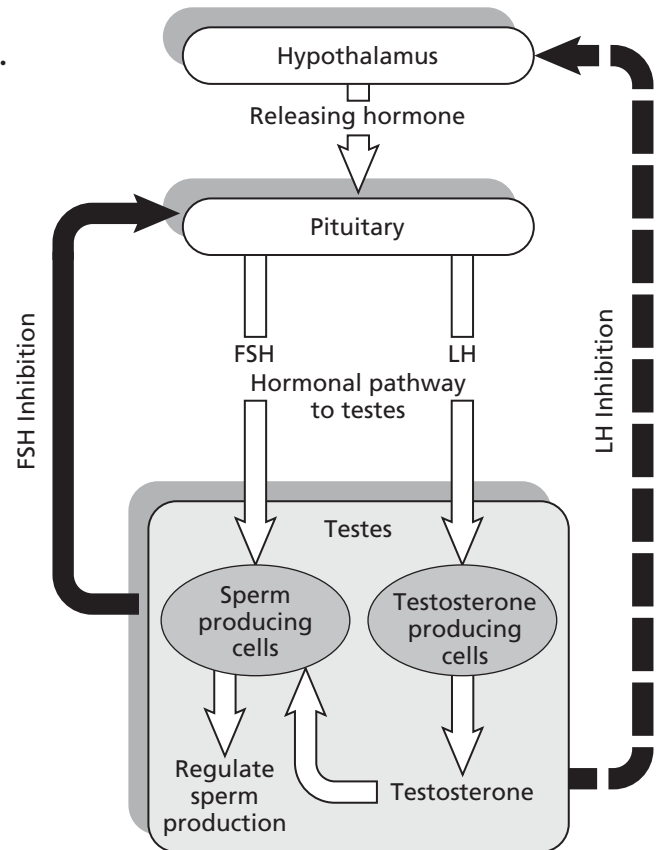 Hypothalamus
Releasing hormone
Pituitary
FSH
LH
Hormonal pathway
to testes
FSH Inhibition
LH Inhibition
Testes
Sperm
producing
cells
Testosterone
producing
cells
Regulate
sperm
production
Testosterone